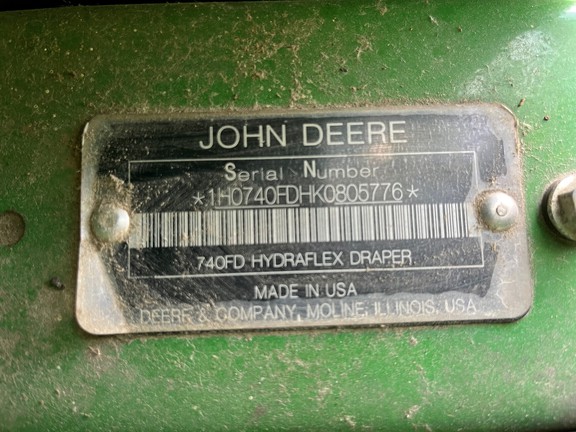 JOHN DEERE
Serial Number
*1H0740FDHK0805776*
740FD HYDRAFLEX DRAPER
MADE IN USA
DEERE & COMPANY, MOLINE, ILLINOIS, USA